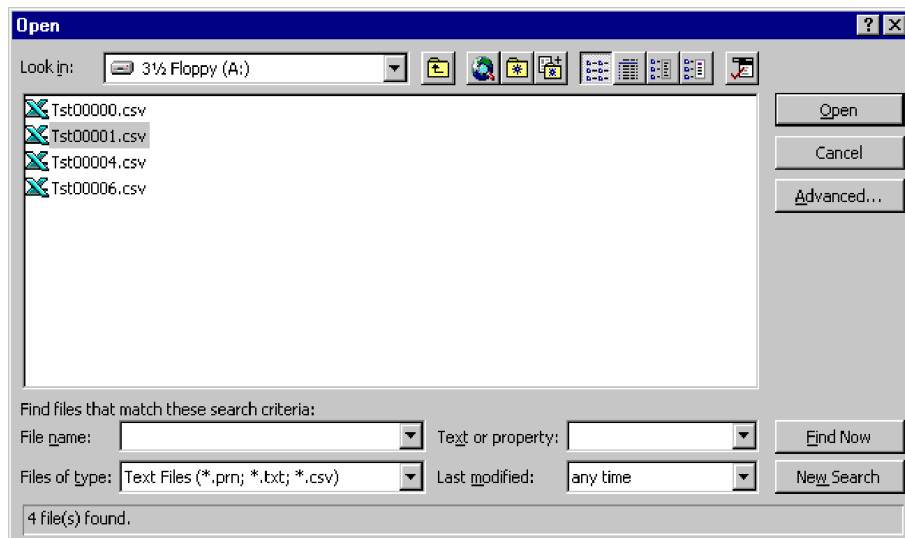 Open
Look in: 3½ Floppy (A:)
Tst00000.csv
Tst00001.csv
Tst00004.csv
Tst00006.csv
Open
Cancel
Advanced...
Find files that match these search criteria:
File name: Text or property: Find Now
Files of type: Text Files (*.prn; *.txt; *.csv) Last modified: any time New Search
4 file(s) found.